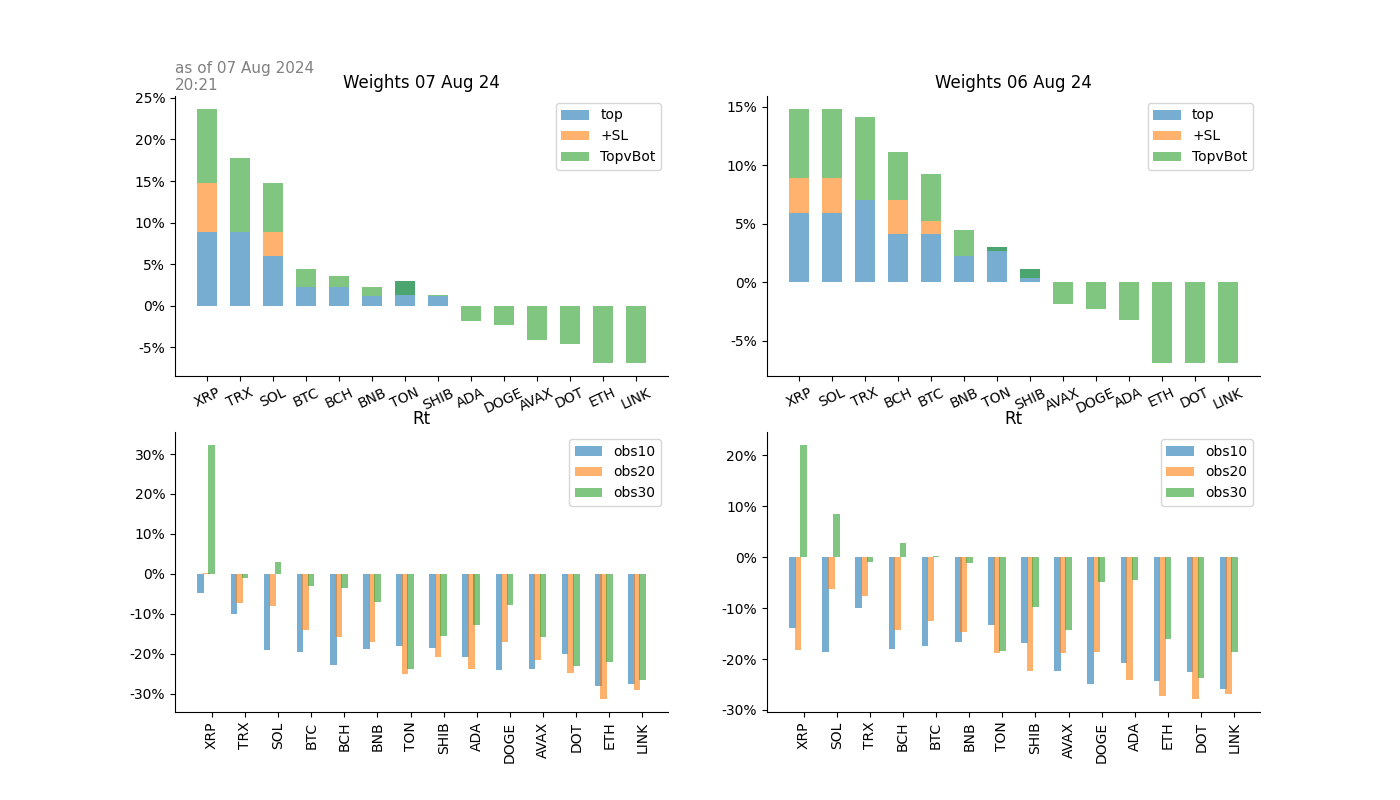 as of 07 Aug 2024
20:21
Weights 07 Aug 24
25%
20%
15%
10%
5%
0%
-5%
top
+SL
TopvBot
XRP TRX SOL BTC BCH BNB TON SHIB ADA DOGE AVAX DOT ETH LINK
Weights 06 Aug 24
15%
10%
5%
0%
-5%
top
+SL
TopvBot
XRP SOL TRX BCH BTC BNB TON SHIB AVAX DOGE ADA ETH DOT LINK
Rt
30%
20%
10%
0%
-10%
-20%
-30%
obs10
obs20
obs30
XRP TRX SOL BTC BCH BNB TON SHIB ADA DOGE AVAX DOT ETH LINK
Rt
20%
10%
0%
-10%
-20%
-30%
obs10
obs20
obs30
XRP SOL TRX BCH BTC BNB TON SHIB AVAX DOGE ADA ETH DOT LINK